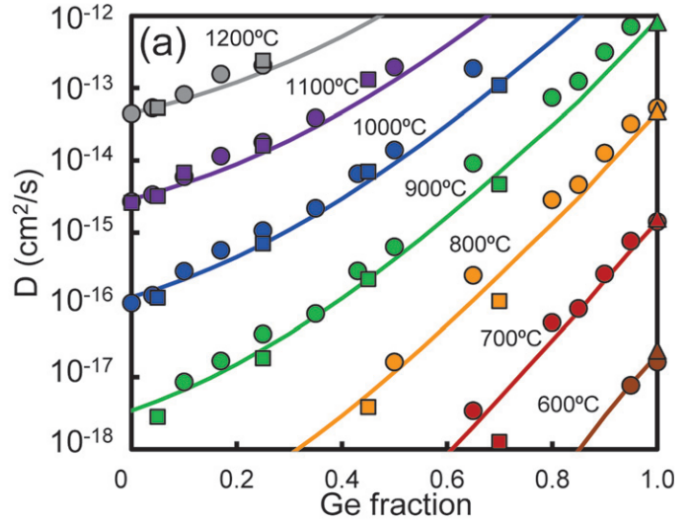 (a)
D (cm²/s)
10⁻¹²
10⁻¹³
10⁻¹⁴
10⁻¹⁵
10⁻¹⁶
10⁻¹⁷
10⁻¹⁸
1200ºC
1100ºC
1000ºC
900ºC
800ºC
700ºC
600ºC
0 0.2 0.4 0.6 0.8 1.0
Ge fraction